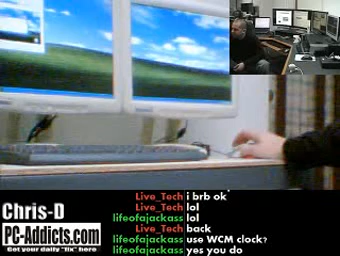 Live_Tech i brb ok
Live_Tech lol
lifeofajackass lol
Live_Tech back
lifeofajackass use WCM clock?
lifeofajackass yes you do
Chris-D
PC-Addicts.com
Get your daily "fix" here